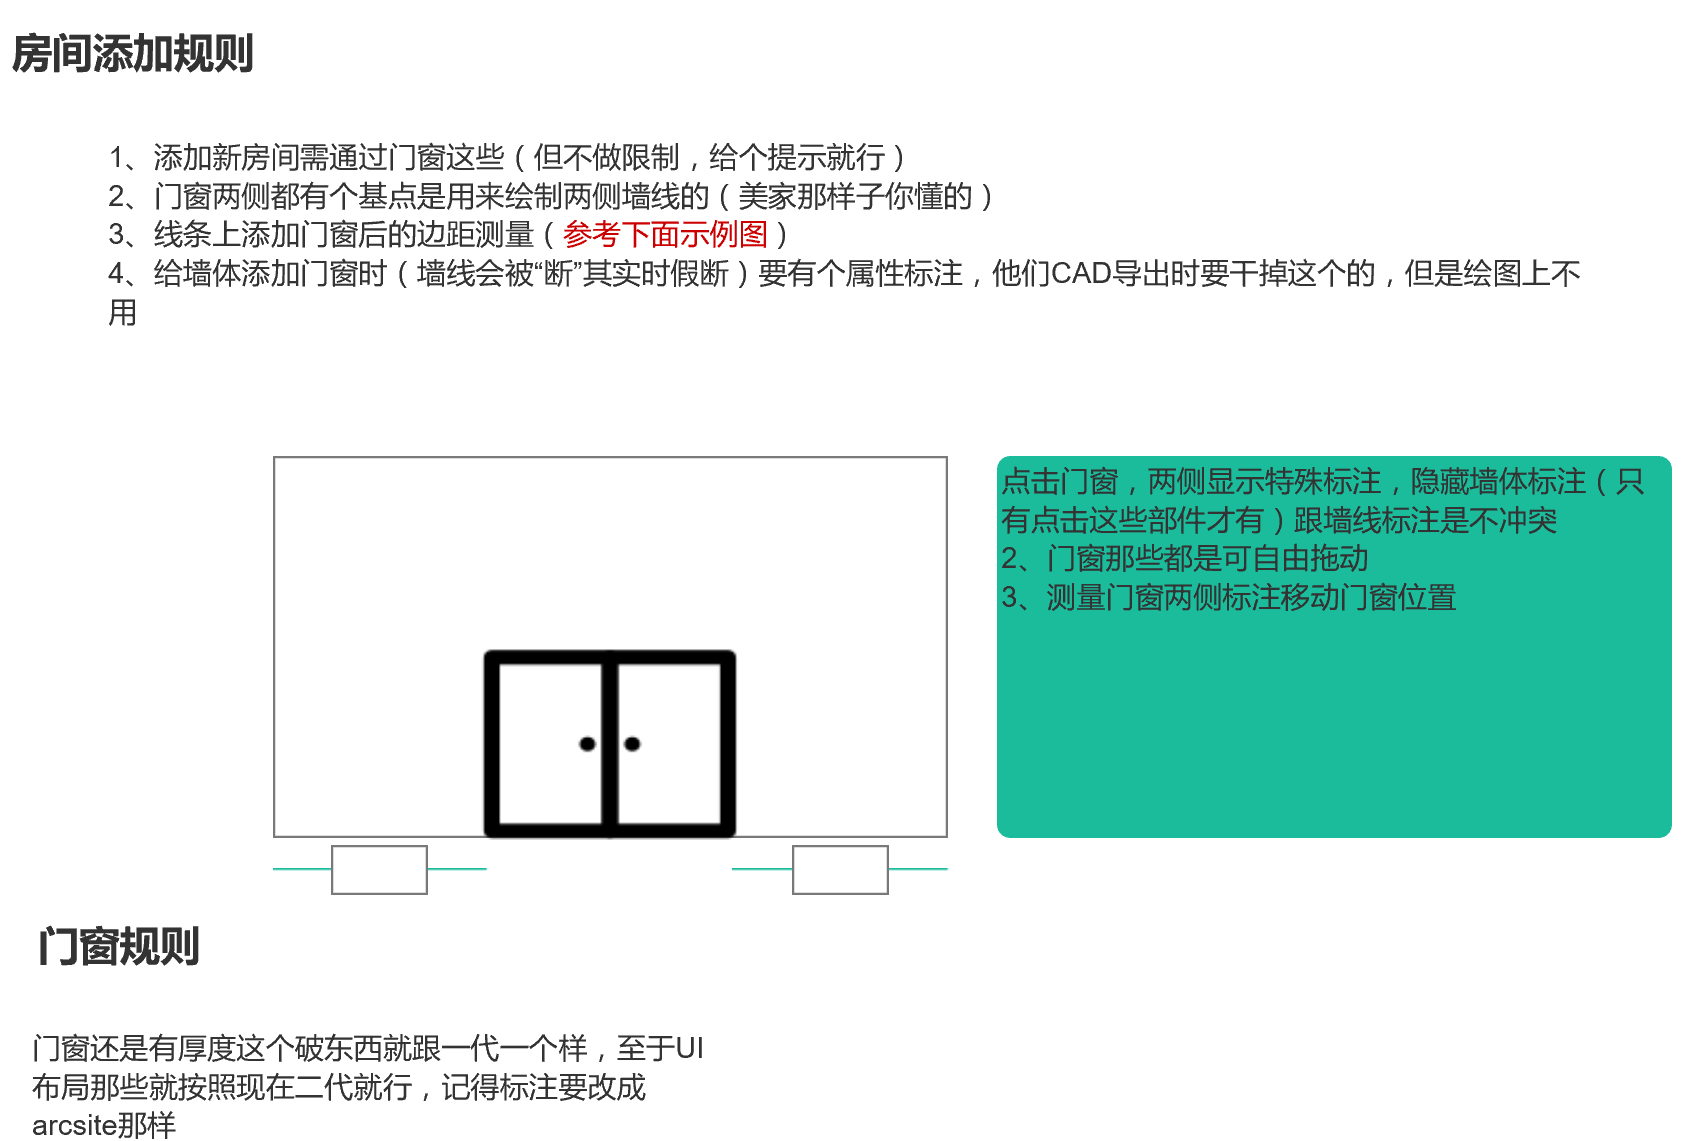 房间添加规则
1、添加新房间需通过门窗这些（但不做限制，给个提示就行）
2、门窗两侧都有个基点是用来绘制两侧墙线的（美家那样子你懂的）
3、线条上添加门窗后的边距测量（参考下面示例图）
4、给墙体添加门窗时（墙线会被“断”其实时假断）要有个属性标注，他们CAD导出时要干掉这个的，但是绘图上不
用
点击门窗，两侧显示特殊标注，隐藏墙体标注（只
有点击这些部件才有）跟墙线标注是不冲突
2、门窗那些都是可自由拖动
3、测量门窗两侧标注移动门窗位置
门窗规则
门窗还是有厚度这个破东西就跟一代一个样，至于UI
布局那些就按照现在二代就行，记得标注要改成
arcsite那样